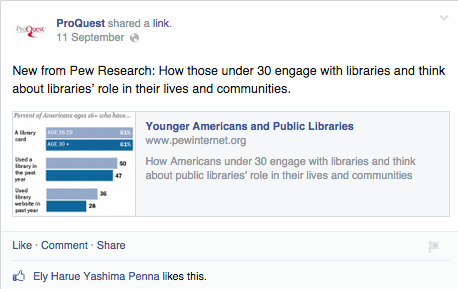 ProQuest
ProQuest shared a link.
11 September
New from Pew Research: How those under 30 engage with libraries and think
about libraries' role in their lives and communities.
Percent of Americans ages 16+ who have...
A library
card
AGE 16-29 61%
AGE 30+ 61%
Used a
library in
the past
year
50
47
Used
library
website in
past year
36
28
Younger Americans and Public Libraries
www.pewinternet.org
How Americans under 30 engage with libraries and think
about public libraries' role in their lives and communities
Like · Comment · Share
Ely Harue Yashima Penna likes this.